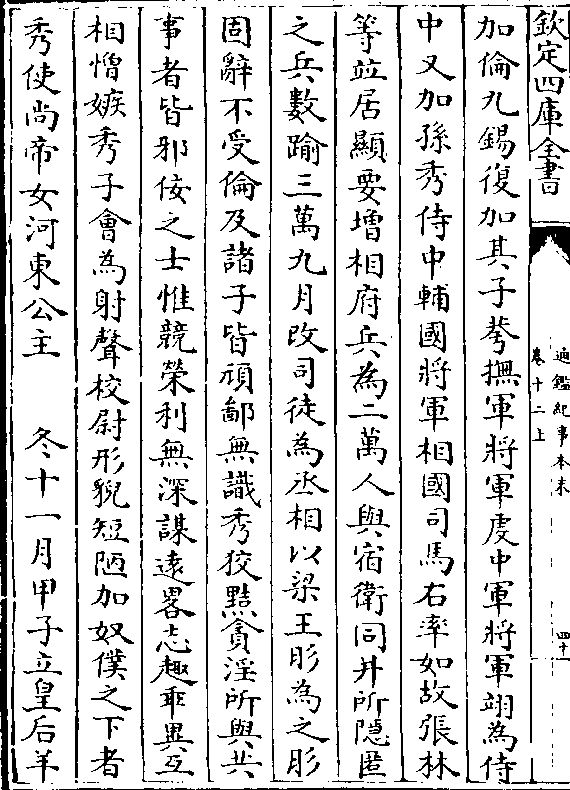 欽定四庫全書
通鑑紀事本末
卷十二上
四十一
加倫九錫復加其子荂撫軍將軍虔中軍將軍翊為侍
中又加孫秀侍中輔國將軍相國司馬右率如故張林
等並居顯要增相府兵為二萬人與宿衛同并所隱匿
之兵數踰三萬九月改司徒為丞相以梁王肜為之肜
固辭不受倫及諸子皆頑鄙無識秀狡黠貪淫所與共
事者皆邪佞之士惟競榮利無深謀遠畧志趣乖異互
相憎嫉秀子會為射聲校尉形貌短陋如奴僕之下者
秀使尚帝女河東公主　　冬十一月甲子立皇后羊